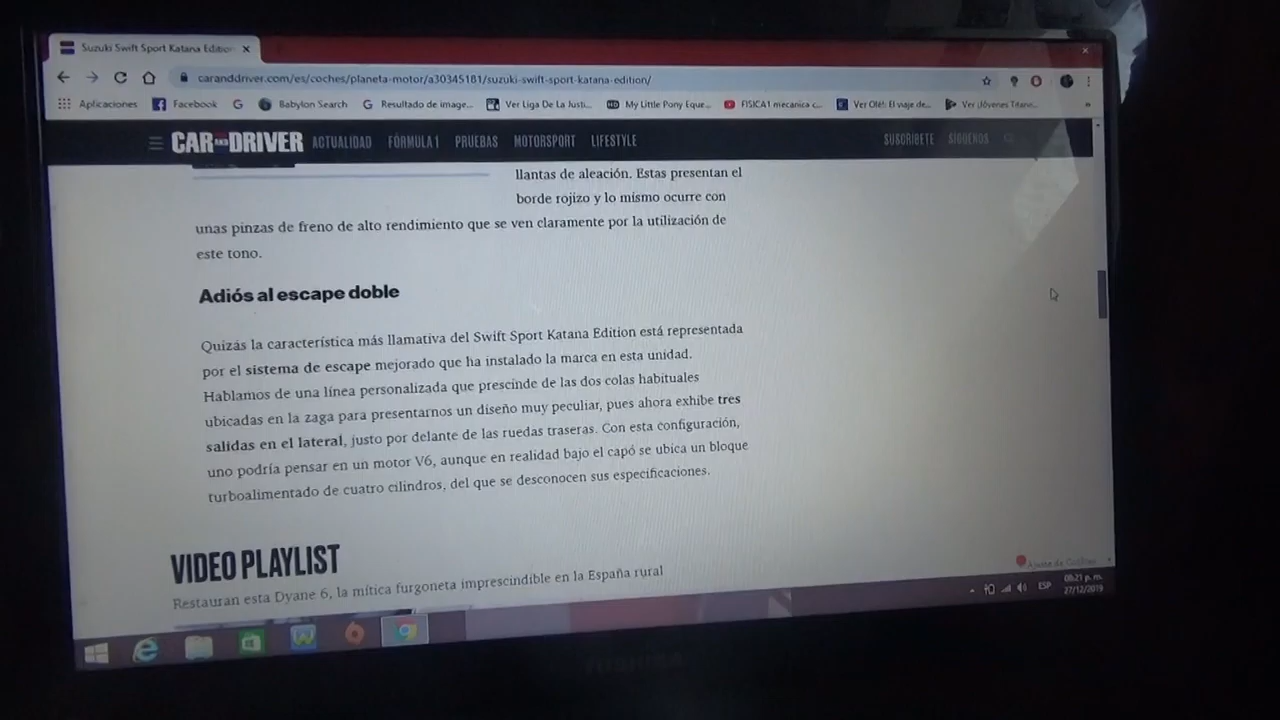 Suzuki Swift Sport Katana Edition
caranddriver.com/es/coches/planeta-motor/a30345181/suzuki-swift-sport-katana-edition/
Aplicaciones Facebook Babylon Search Resultado de image... Ver Liga De La Justi... My Little Pony Eque... FISICA1 mecanica c... Ver Olé!: El viaje de... Ver ¡Jóvenes Titane...
CAR AND DRIVER ACTUALIDAD FÓRMULA 1 PRUEBAS MOTORSPORT LIFESTYLE SUSCRÍBETE SÍGUENOS
llantas de aleación. Estas presentan el
borde rojizo y lo mismo ocurre con
unas pinzas de freno de alto rendimiento que se ven claramente por la utilización de
este tono.
Adiós al escape doble
Quizás la característica más llamativa del Swift Sport Katana Edition está representada
por el sistema de escape mejorado que ha instalado la marca en esta unidad.
Hablamos de una línea personalizada que prescinde de las dos colas habituales
ubicadas en la zaga para presentarnos un diseño muy peculiar, pues ahora exhibe tres
salidas en el lateral, justo por delante de las ruedas traseras. Con esta configuración,
uno podría pensar en un motor V6, aunque en realidad bajo el capó se ubica un bloque
turboalimentado de cuatro cilindros, del que se desconocen sus especificaciones.
VIDEO PLAYLIST
Restauran esta Dyane 6, la mítica furgoneta imprescindible en la España rural
ESP
08:21 p. m.
27/12/2019
TOSHIBA